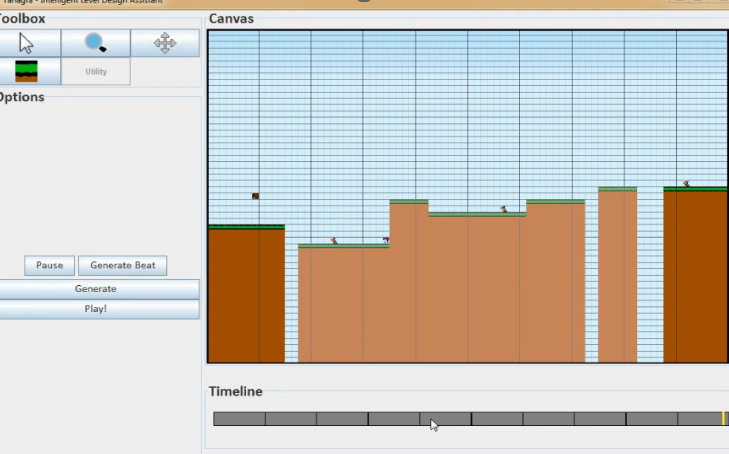 Tanagra - Intelligent Level Design Assistant
Toolbox
Canvas
Utility
Options
Pause
Generate Beat
Generate
Play!
Timeline